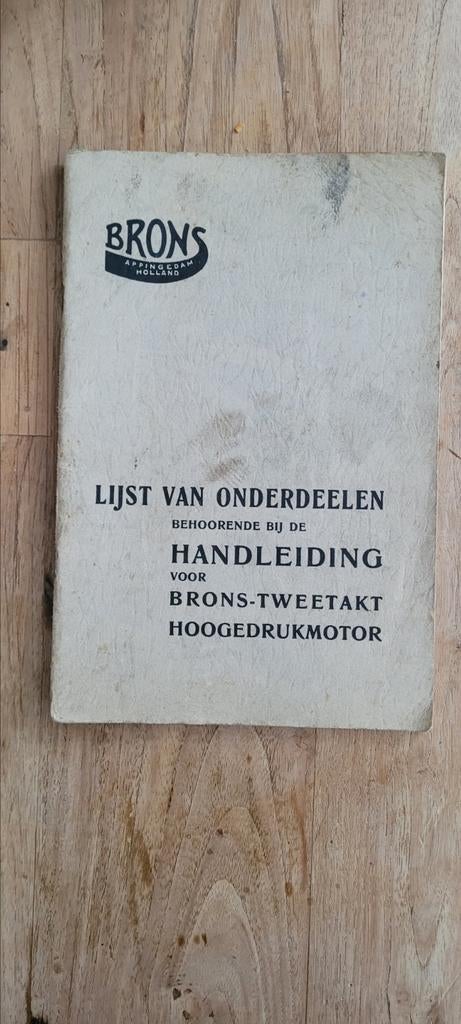 BRONS
APPINGEDAM
HOLLAND
LIJST VAN ONDERDEELEN
BEHOORENDE BIJ DE
HANDLEIDING
VOOR
BRONS-TWEETAKT
HOOGEDRUKMOTOR